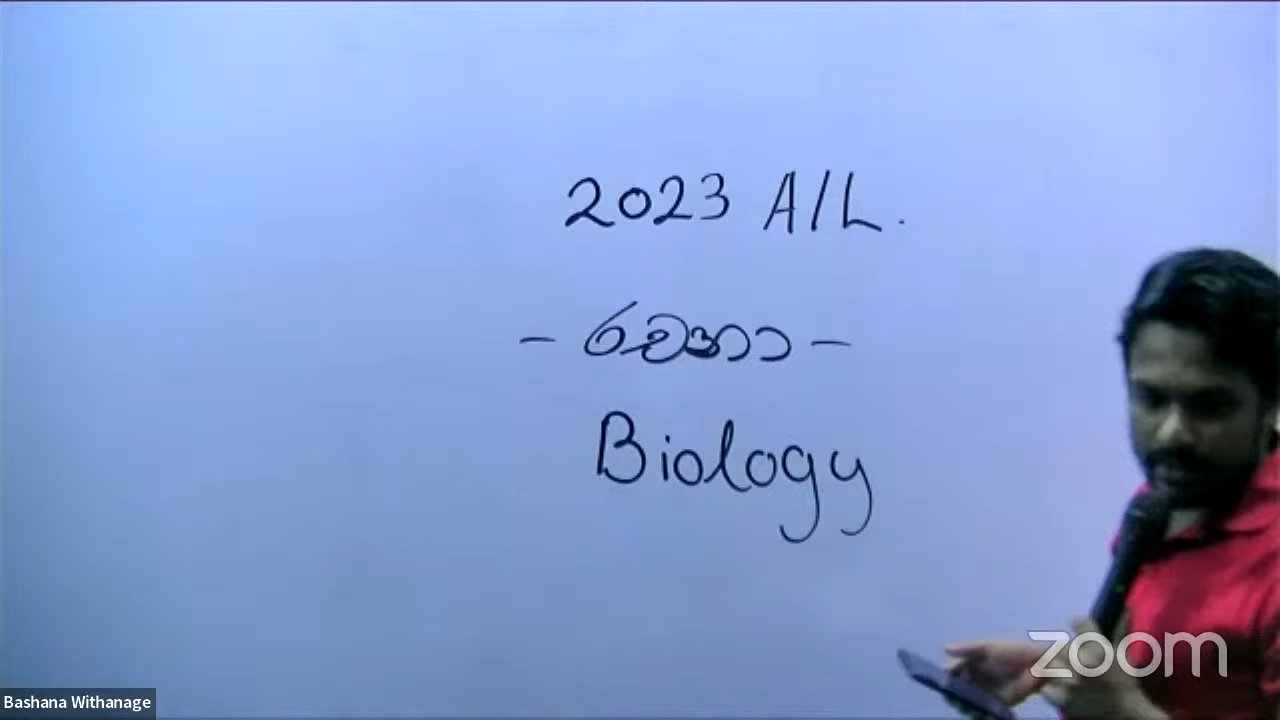 2023 A/L.
- රචනා -
Biology
zoom
Bashana Withanage